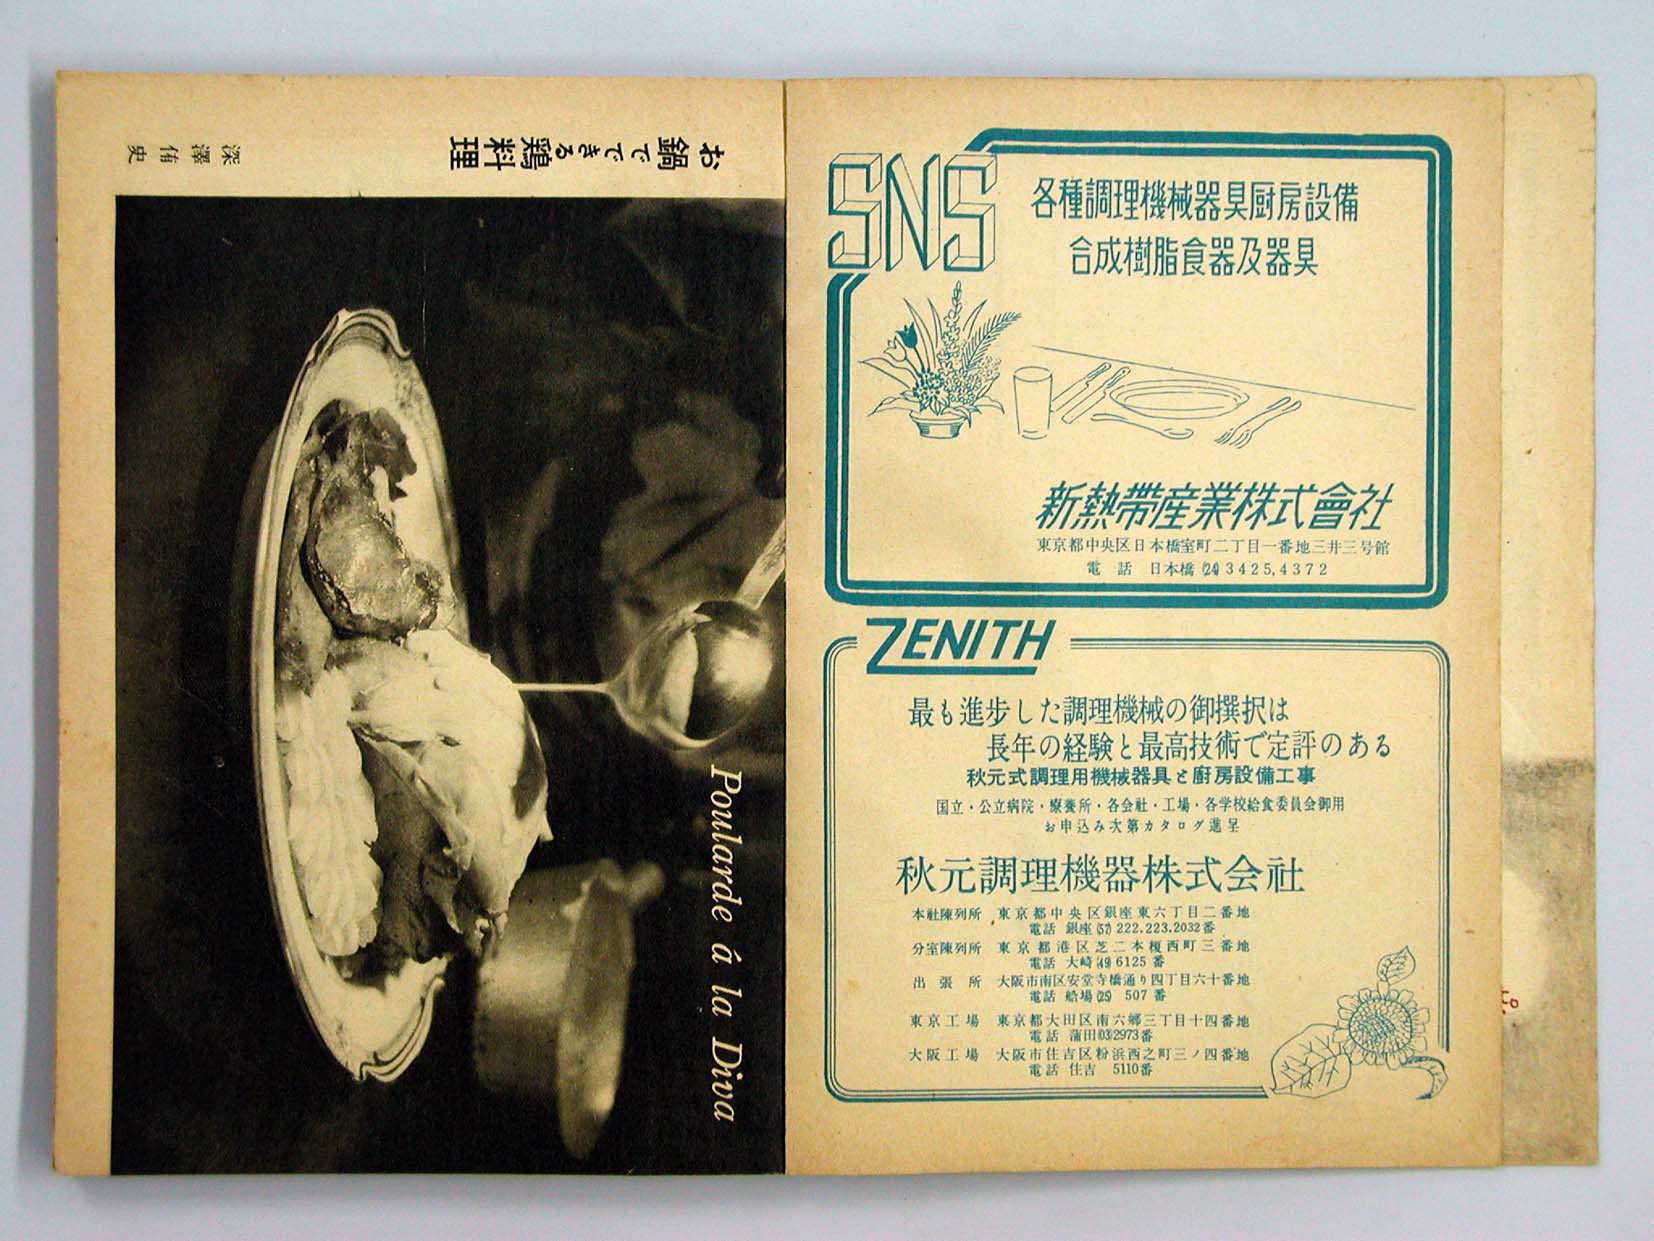 お鍋でできる鶏料理
深澤侑史
Poularde á la Diva
SNS
各種調理機械器具厨房設備
合成樹脂食器及器具
新熱帯産業株式會社
東京都中央区日本橋室町二丁目一番地三井三号館
電話 日本橋(24)3425,4372
ZENITH
最も進歩した調理機械の御撰択は
長年の経験と最高技術で定評のある
秋元式調理用機械器具と厨房設備工事
国立・公立病院・療養所・各会社・工場・各学校給食委員会御用
お申込み次第カタログ進呈
秋元調理機器株式会社
本社陳列所 東京都中央区銀座東六丁目二番地
電話 銀座(57)222.223.2032番
分室陳列所 東京都港区芝二本榎西町三番地
電話 大崎(49)6125番
出張所 大阪市南区安堂寺橋通り四丁目六十番地
電話 船場(25) 507番
東京工場 東京都大田区南六郷三丁目十四番地
電話 蒲田(03)2973番
大阪工場 大阪市住吉区粉浜西之町三ノ四番地
電話 住吉 5110番